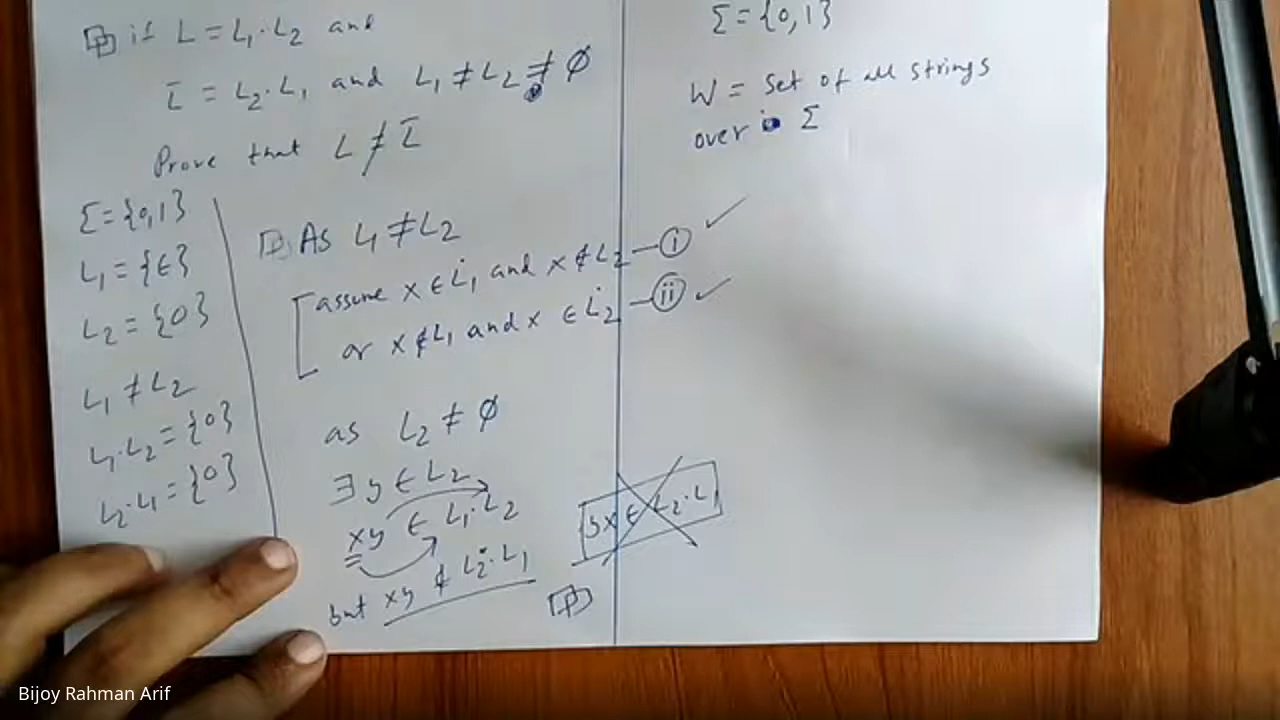 if L = L₁·L₂ and
L̄ = L₂·L₁ and L₁ ≠ L₂ ≠ ∅
Prove that L ≠ L̄
Σ = {0,1}
L₁ = {ϵ}
L₂ = {0}
L₁ ≠ L₂
L₁·L₂ = {0}
L₂·L₁ = {0}
As L₁ ≠ L₂
assume x ∈ L₁ and x ∉ L₂ — (i) ✓
or x ∉ L₁ and x ∈ L₂ — (ii) ✓
as L₂ ≠ ∅
∃ y ∈ L₂
xy ∈ L₁·L₂
but xy ∉ L₂·L₁
yx ∈ L₂·L₁
Σ = {0,1}
W = Set of all strings
over Σ
Bijoy Rahman Arif